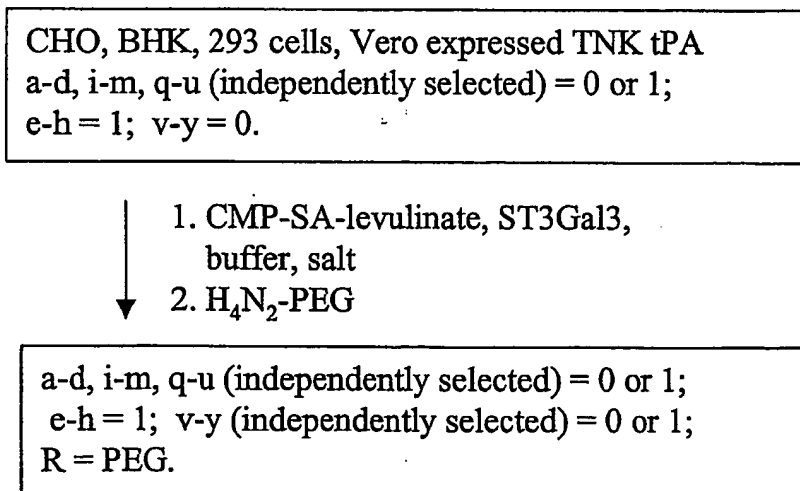 CHO, BHK, 293 cells, Vero expressed TNK tPA
a-d, i-m, q-u (independently selected) = 0 or 1;
e-h = 1; v-y = 0.
1. CMP-SA-levulinate, ST3Gal3,
buffer, salt
2. H₄N₂-PEG
a-d, i-m, q-u (independently selected) = 0 or 1;
e-h = 1; v-y (independently selected) = 0 or 1;
R = PEG.